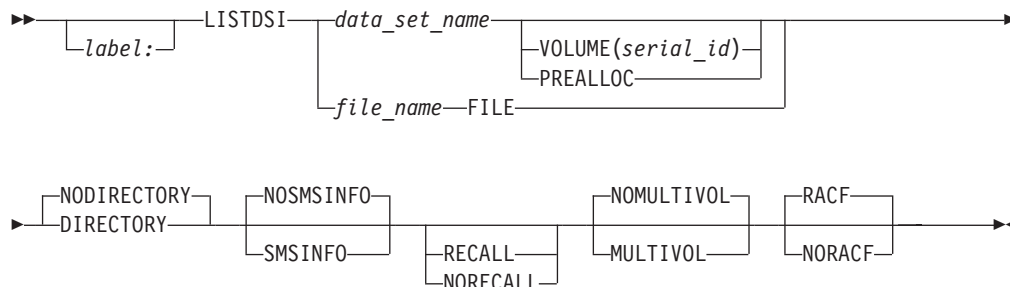 LISTDSI data_set_name
label: VOLUME(serial_id)
PREALLOC
file_name FILE
NODIRECTORY NOSMSINFO NOMULTIVOL RACF
DIRECTORY
SMSINFO RECALL MULTIVOL NORACF
NORECALL